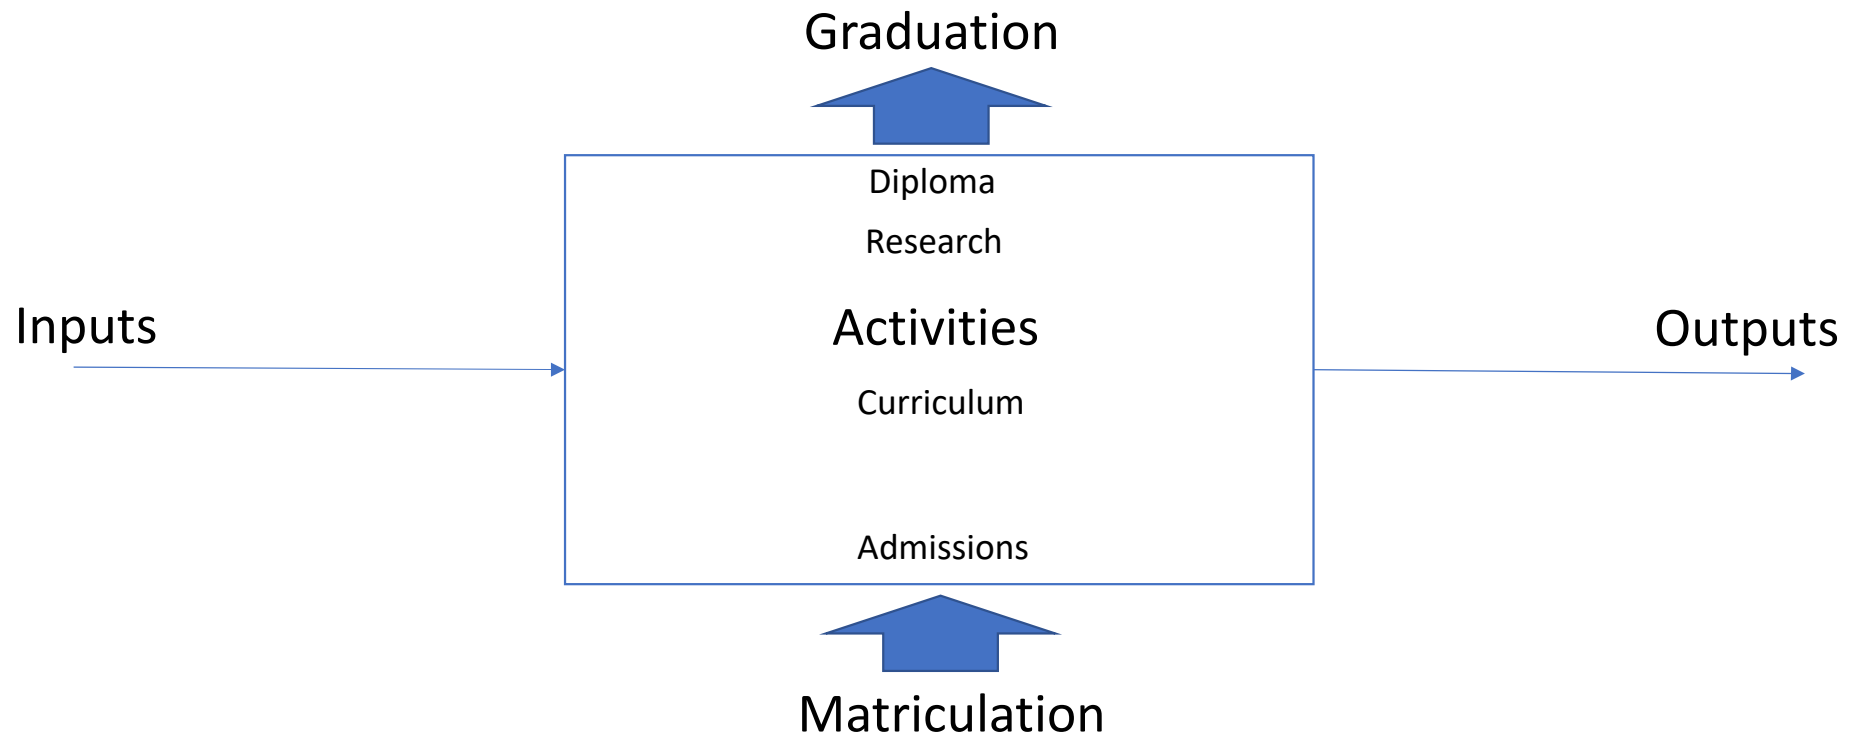 Graduation
Diploma
Research
Inputs
Activities
Outputs
Curriculum
Admissions
Matriculation